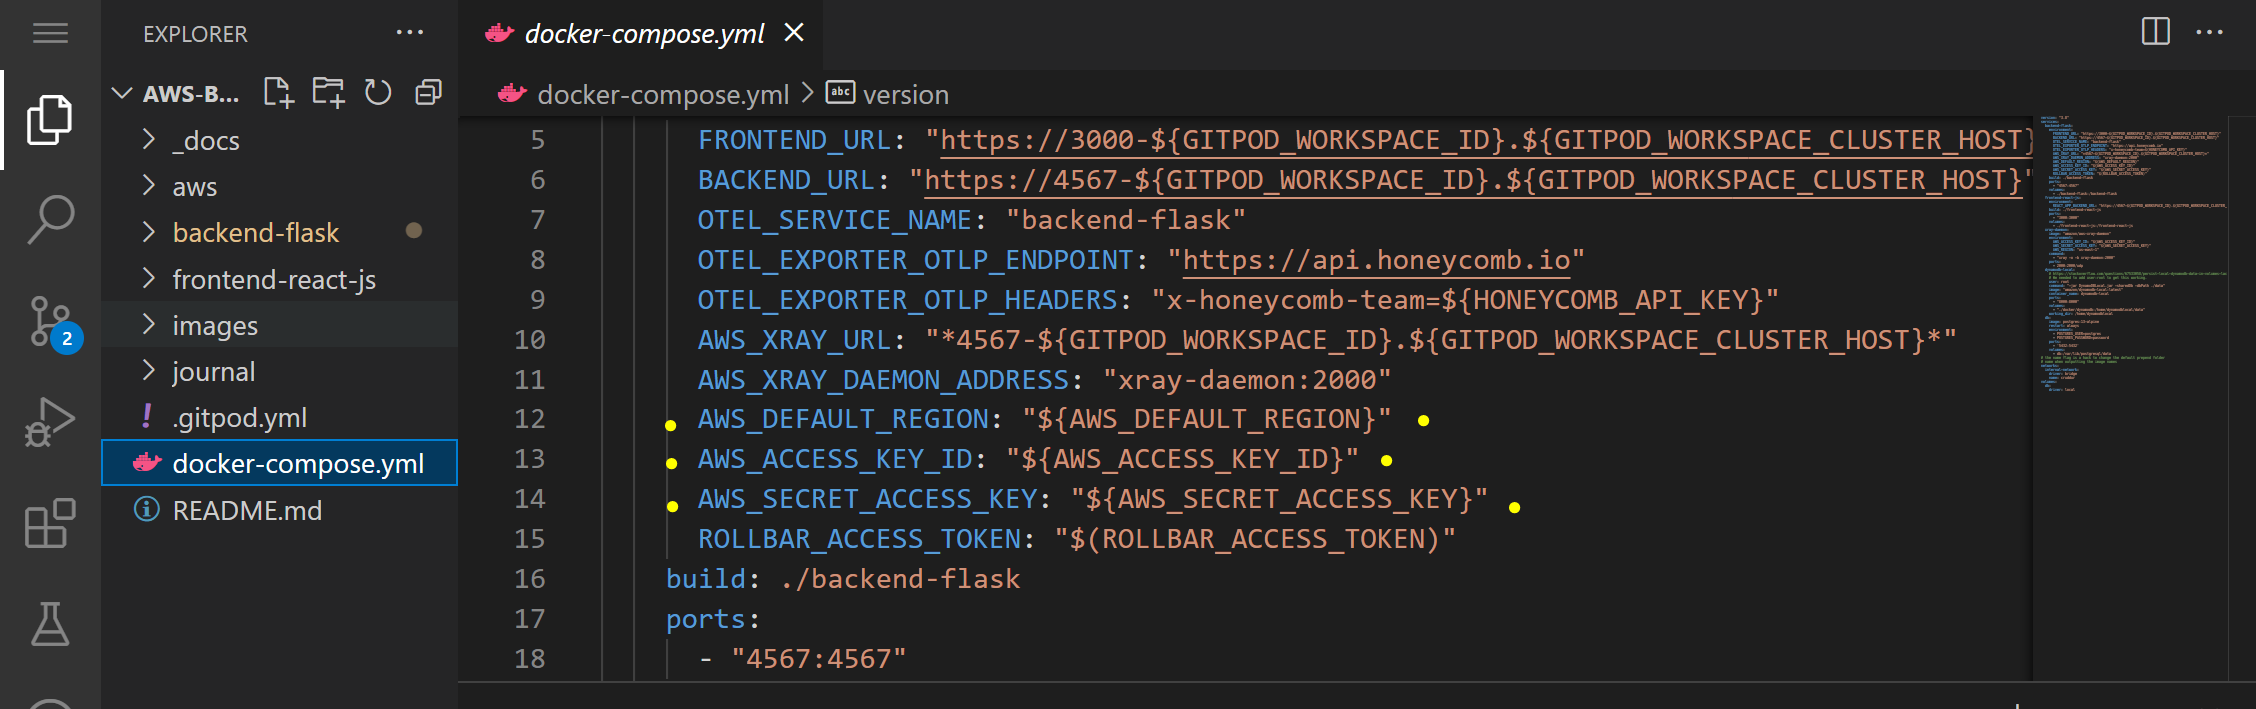 EXPLORER
AWS-B...
_docs
aws
backend-flask
frontend-react-js
images
journal
.gitpod.yml
docker-compose.yml
README.md
2
docker-compose.yml
docker-compose.yml > abc version
5 FRONTEND_URL: "https://3000-${GITPOD_WORKSPACE_ID}.${GITPOD_WORKSPACE_CLUSTER_HOST}
6 BACKEND_URL: "https://4567-${GITPOD_WORKSPACE_ID}.${GITPOD_WORKSPACE_CLUSTER_HOST}"
7 OTEL_SERVICE_NAME: "backend-flask"
8 OTEL_EXPORTER_OTLP_ENDPOINT: "https://api.honeycomb.io"
9 OTEL_EXPORTER_OTLP_HEADERS: "x-honeycomb-team=${HONEYCOMB_API_KEY}"
10 AWS_XRAY_URL: "*4567-${GITPOD_WORKSPACE_ID}.${GITPOD_WORKSPACE_CLUSTER_HOST}*"
11 AWS_XRAY_DAEMON_ADDRESS: "xray-daemon:2000"
12 AWS_DEFAULT_REGION: "${AWS_DEFAULT_REGION}"
13 AWS_ACCESS_KEY_ID: "${AWS_ACCESS_KEY_ID}"
14 AWS_SECRET_ACCESS_KEY: "${AWS_SECRET_ACCESS_KEY}"
15 ROLLBAR_ACCESS_TOKEN: "$(ROLLBAR_ACCESS_TOKEN)"
16 build: ./backend-flask
17 ports:
18 - "4567:4567"